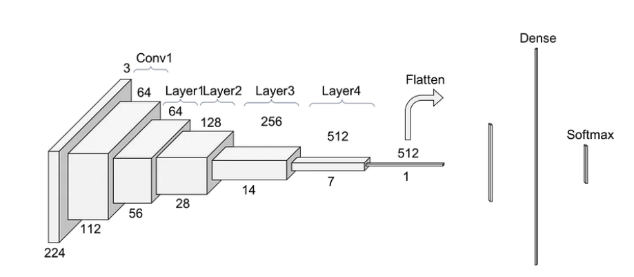 Dense
Conv1
3
Flatten
64
Layer1
Layer2
Layer3
Layer4
64
128
256
512
Softmax
512
14
7
1
28
56
112
224